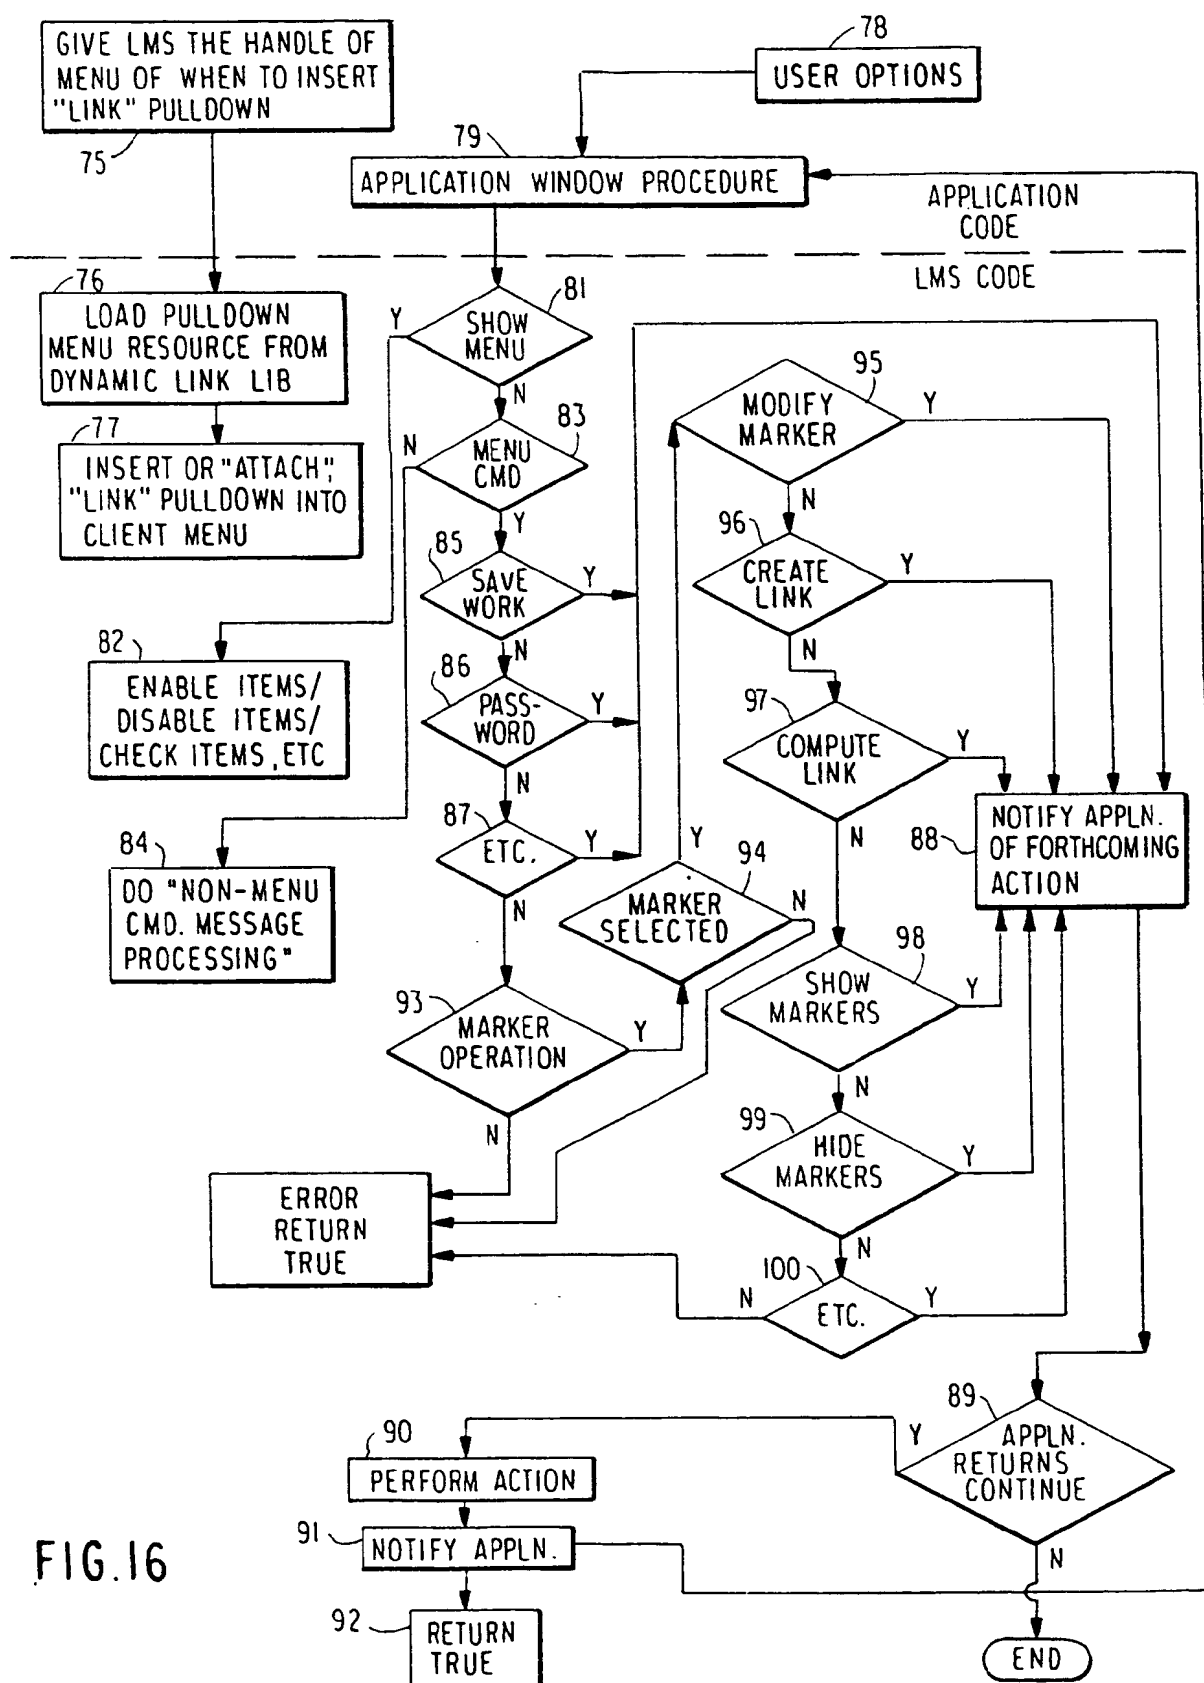 GIVE LMS THE HANDLE OF
MENU OF WHEN TO INSERT
"LINK" PULLDOWN
75
78
USER OPTIONS
79
APPLICATION WINDOW PROCEDURE
APPLICATION
CODE
LMS CODE
76
LOAD PULLDOWN
MENU RESOURCE FROM
DYNAMIC LINK LIB
77
INSERT OR "ATTACH",
"LINK" PULLDOWN INTO
CLIENT MENU
81
Y
SHOW
MENU
N
83
N
MENU
CMD
Y
85
SAVE
WORK
Y
N
82
ENABLE ITEMS/
DISABLE ITEMS/
CHECK ITEMS, ETC
86
PASS-
WORD
Y
N
84
DO "NON-MENU
CMD. MESSAGE
PROCESSING"
87
ETC.
Y
N
93
MARKER
OPERATION
Y
N
94
Y
MARKER
SELECTED
N
95
MODIFY
MARKER
Y
N
96
CREATE
LINK
Y
N
97
COMPUTE
LINK
Y
N
88
NOTIFY APPLN.
OF FORTHCOMING
ACTION
98
SHOW
MARKERS
Y
N
99
HIDE
MARKERS
Y
N
100
N
ETC.
Y
ERROR
RETURN
TRUE
89
Y
APPLN.
RETURNS
CONTINUE
N
90
PERFORM ACTION
91
NOTIFY APPLN.
92
RETURN
TRUE
END
FIG.16